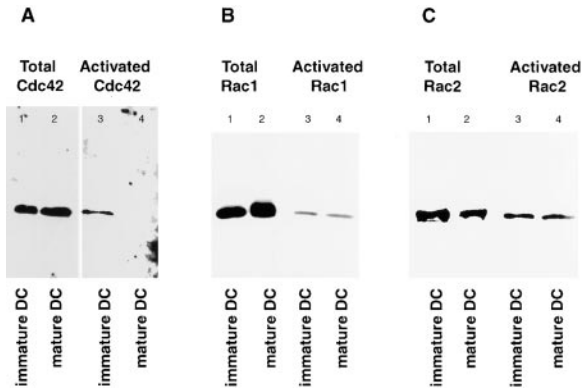 A
B
C
Total Activated
Cdc42 Cdc42
Total Activated
Rac1 Rac1
Total Activated
Rac2 Rac2
1 2 3 4
1 2 3 4
1 2 3 4
immature DC
mature DC
immature DC
mature DC
immature DC
mature DC
immature DC
mature DC
immature DC
mature DC
immature DC
mature DC